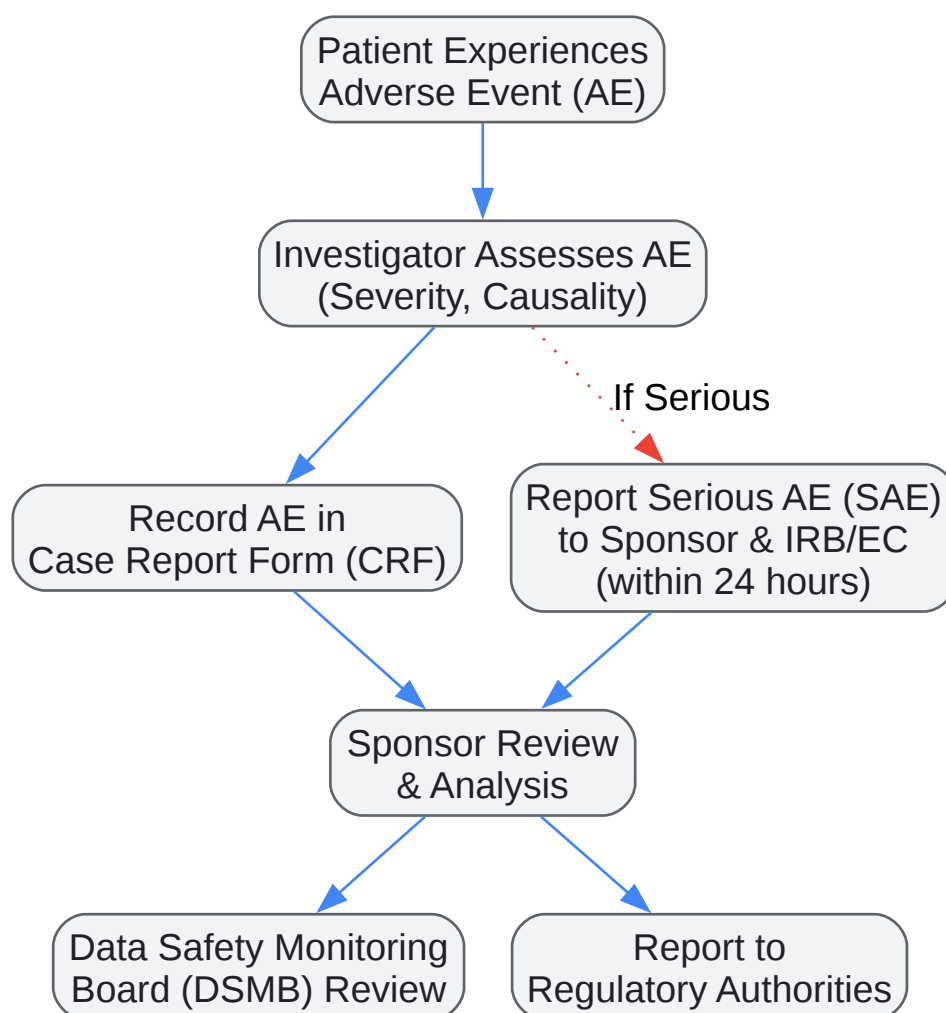 Patient Experiences
Adverse Event (AE)
Investigator Assesses AE
(Severity, Causality)
If Serious
Record AE in
Case Report Form (CRF)
Report Serious AE (SAE)
to Sponsor & IRB/EC
(within 24 hours)
Sponsor Review
& Analysis
Data Safety Monitoring
Board (DSMB) Review
Report to
Regulatory Authorities